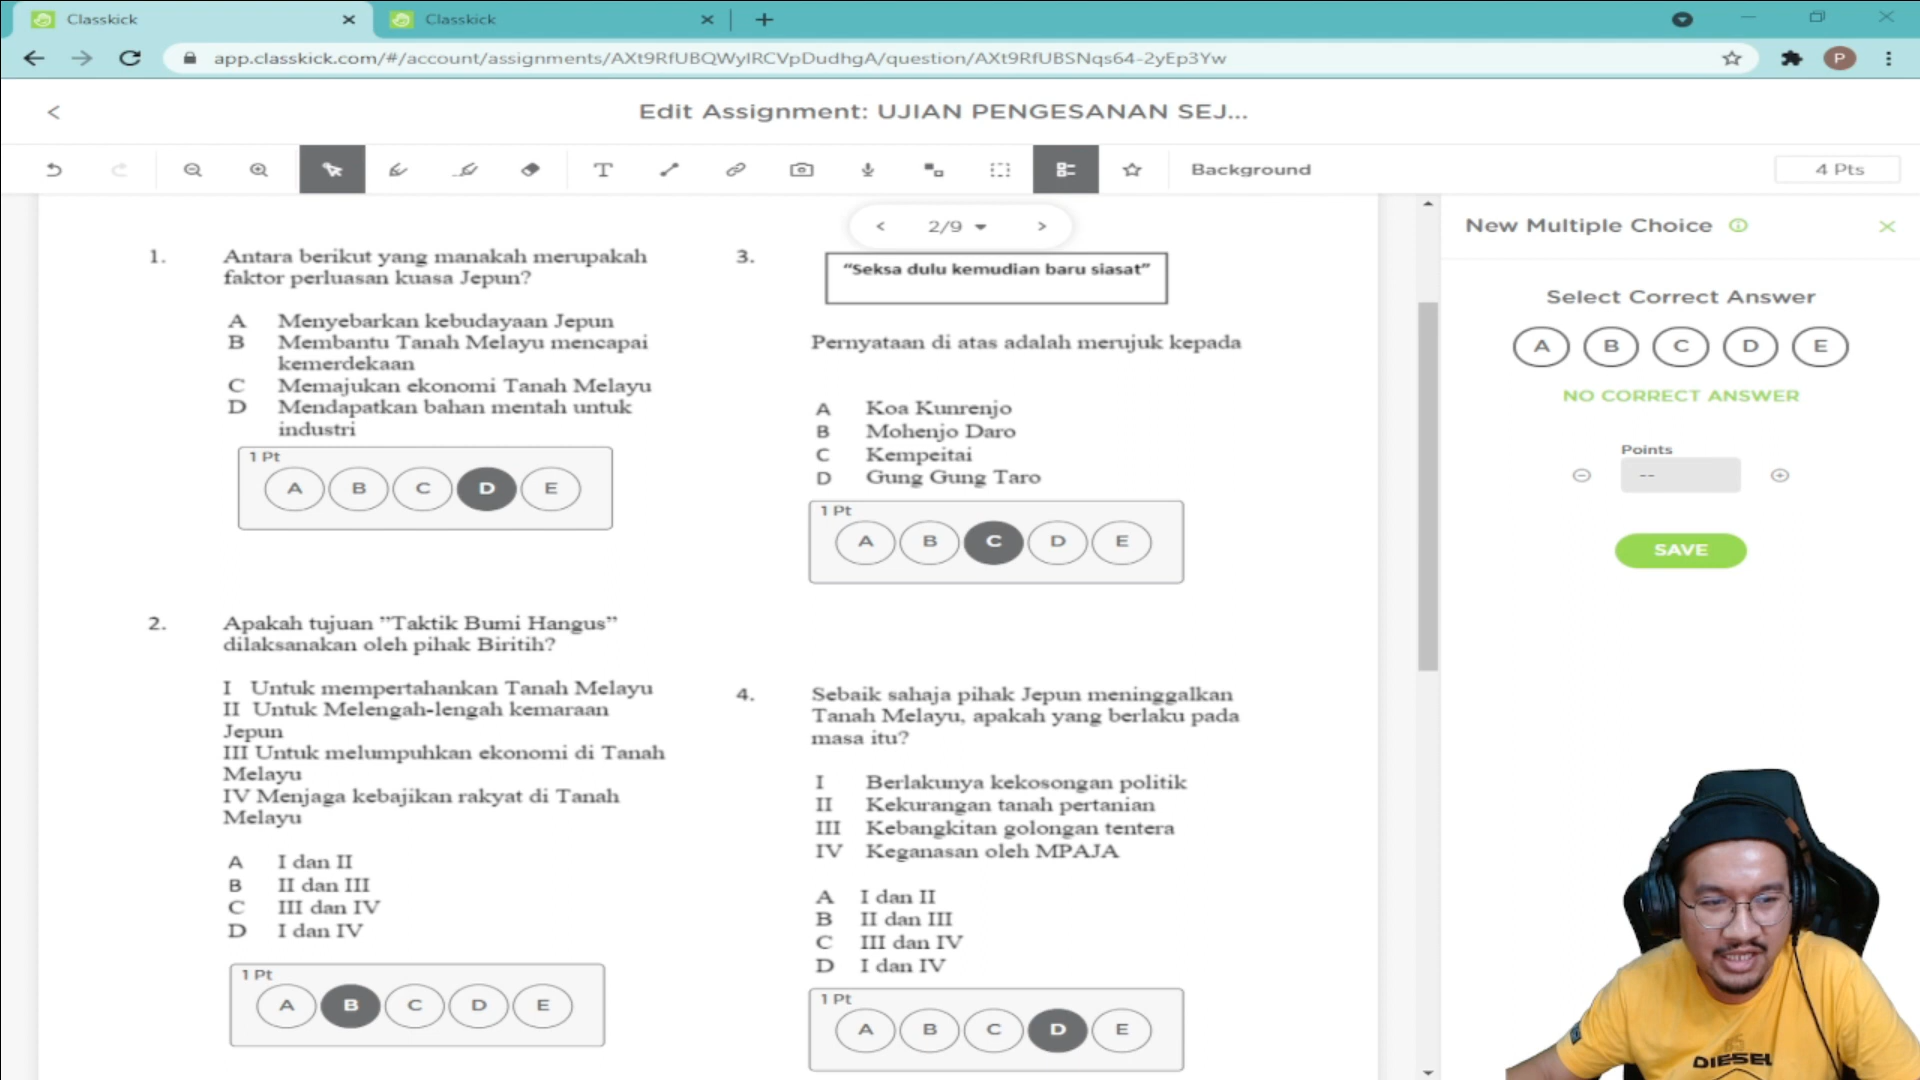 Classkick
Classkick
app.classkick.com/#/account/assignments/AXt9RfUBQWyIRCVpDudhgA/question/AXt9RfUBSNqs64-2yEp3Yw
P
Edit Assignment: UJIAN PENGESANAN SEJ...
T
Background
4 Pts
2/9
1. Antara berikut yang manakah merupakah
faktor perluasan kuasa Jepun?
A Menyebarkan kebudayaan Jepun
B Membantu Tanah Melayu mencapai
kemerdekaan
C Memajukan ekonomi Tanah Melayu
D Mendapatkan bahan mentah untuk
industri
1 Pt
A B C D E
2. Apakah tujuan ”Taktik Bumi Hangus”
dilaksanakan oleh pihak Biritih?
I Untuk mempertahankan Tanah Melayu
II Untuk Melengah-lengah kemaraan
Jepun
III Untuk melumpuhkan ekonomi di Tanah
Melayu
IV Menjaga kebajikan rakyat di Tanah
Melayu
A I dan II
B II dan III
C III dan IV
D I dan IV
1 Pt
A B C D E
3. “Seksa dulu kemudian baru siasat”
Pernyataan di atas adalah merujuk kepada
A Koa Kunrenjo
B Mohenjo Daro
C Kempeitai
D Gung Gung Taro
1 Pt
A B C D E
4. Sebaik sahaja pihak Jepun meninggalkan
Tanah Melayu, apakah yang berlaku pada
masa itu?
I Berlakunya kekosongan politik
II Kekurangan tanah pertanian
III Kebangkitan golongan tentera
IV Keganasan oleh MPAJA
A I dan II
B II dan III
C III dan IV
D I dan IV
1 Pt
A B C D E
New Multiple Choice
Select Correct Answer
A B C D E
NO CORRECT ANSWER
Points
--
SAVE
DIESEL